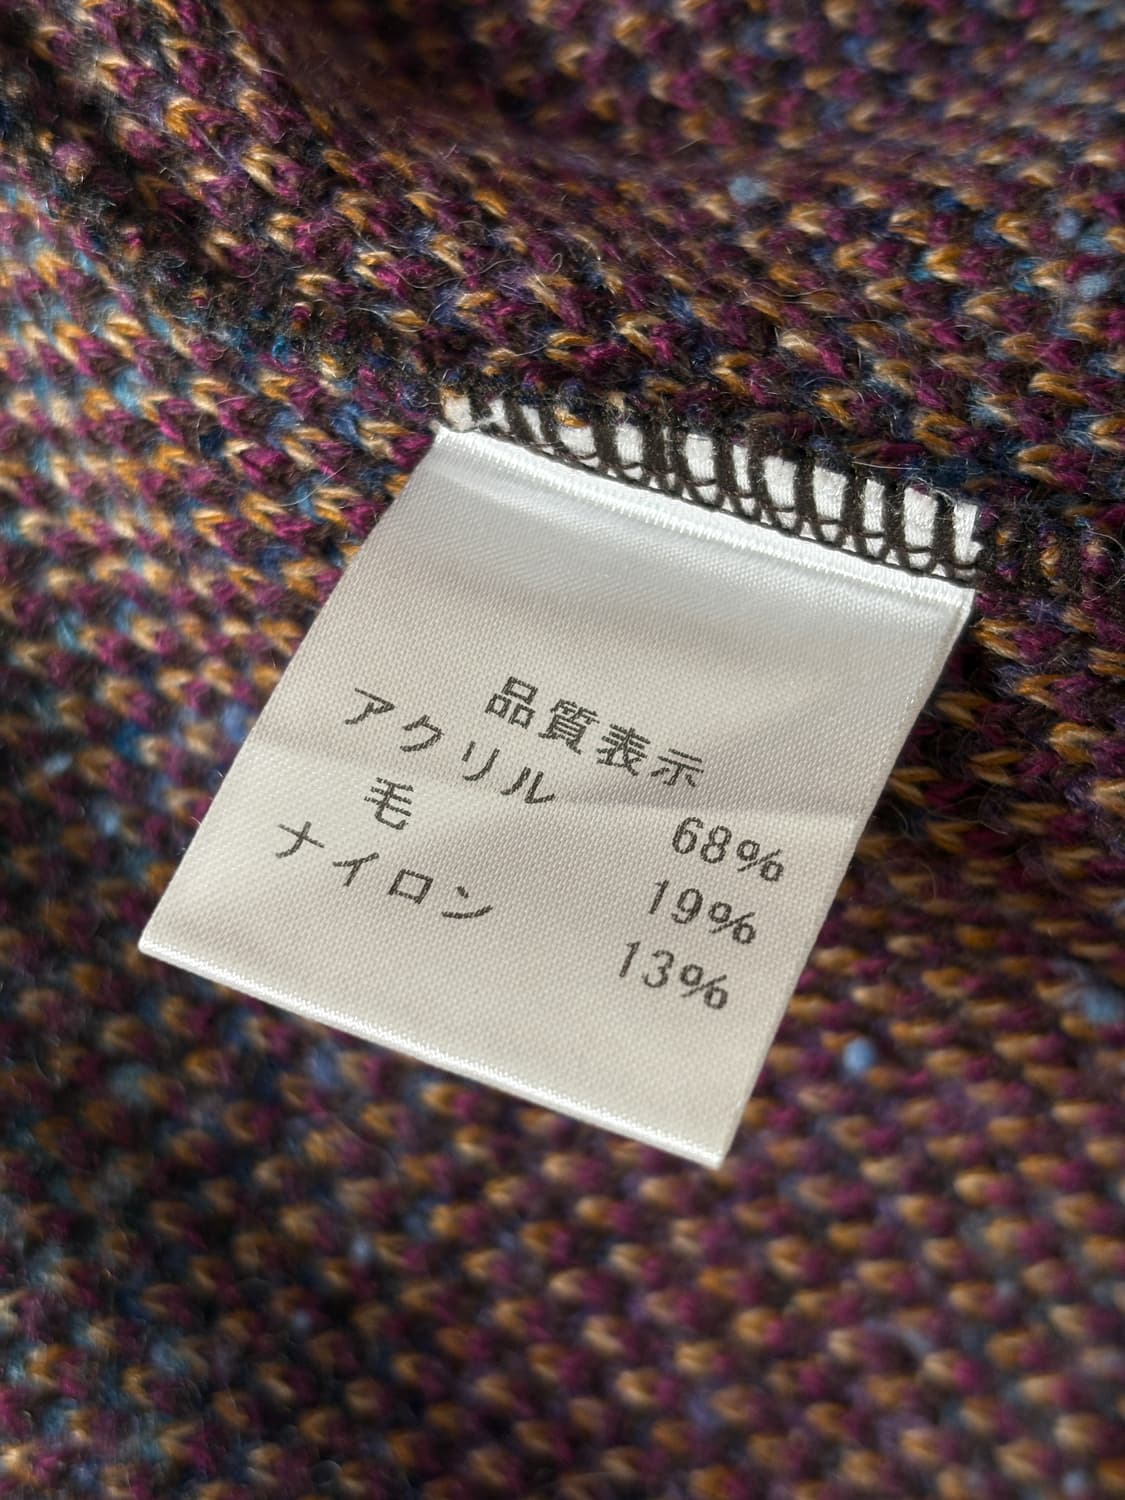 品質表示
アクリル 68%
毛 19%
ナイロン 13%